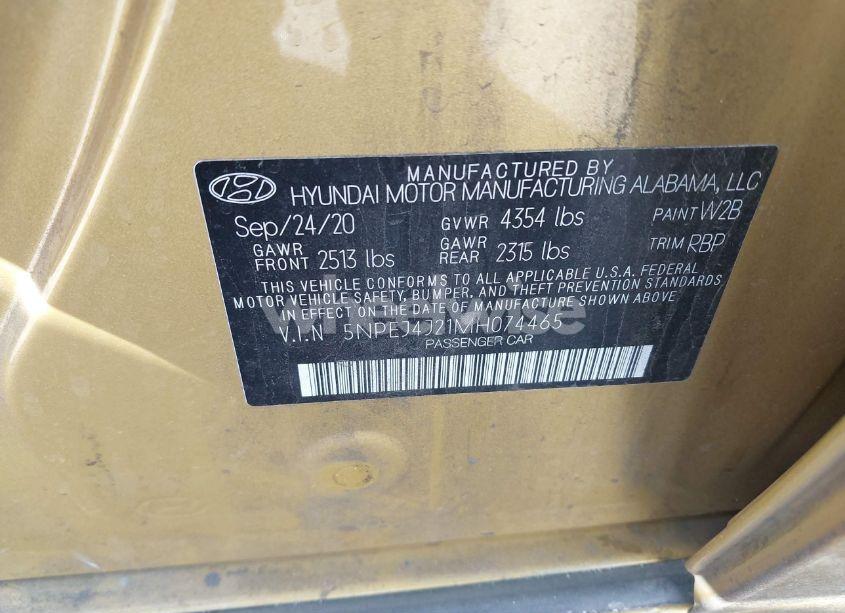 MANUFACTURED BY
HYUNDAI MOTOR MANUFACTURING ALABAMA, LLC
Sep/24/20 GVWR 4354 lbs PAINT W2B
GAWR FRONT 2513 lbs GAWR REAR 2315 lbs TRIM RBP
THIS VEHICLE CONFORMS TO ALL APPLICABLE U.S.A. FEDERAL
MOTOR VEHICLE SAFETY, BUMPER, AND THEFT PREVENTION STANDARDS
IN EFFECT ON THE DATE OF MANUFACTURE SHOWN ABOVE
V.I.N 5NPEJ4J21MH074465
PASSENGER CAR